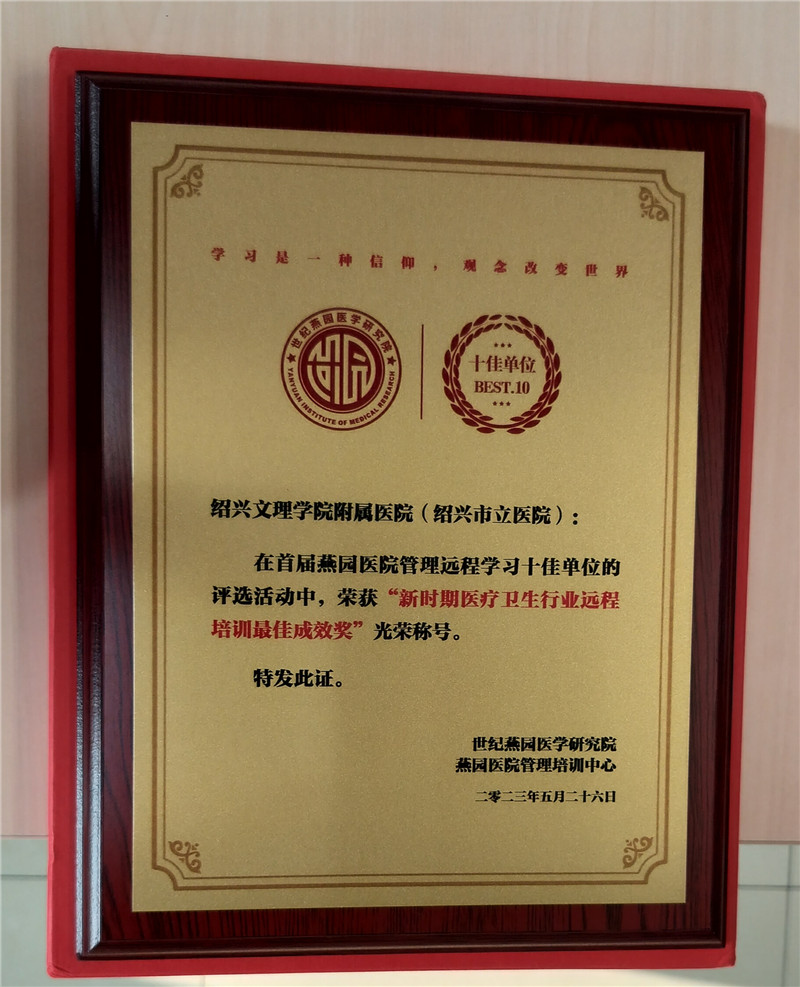 学习是一种信仰，观念改变世界
世纪燕园医学研究院
YANYUAN INSTITUTE OF MEDICAL RESEARCH
十佳单位
BEST.10
绍兴文理学院附属医院（绍兴市立医院）：
在首届燕园医院管理远程学习十佳单位的
评选活动中，荣获“新时期医疗卫生行业远程
培训最佳成效奖”光荣称号。
特发此证。
世纪燕园医学研究院
燕园医院管理培训中心
二零二三年五月二十六日